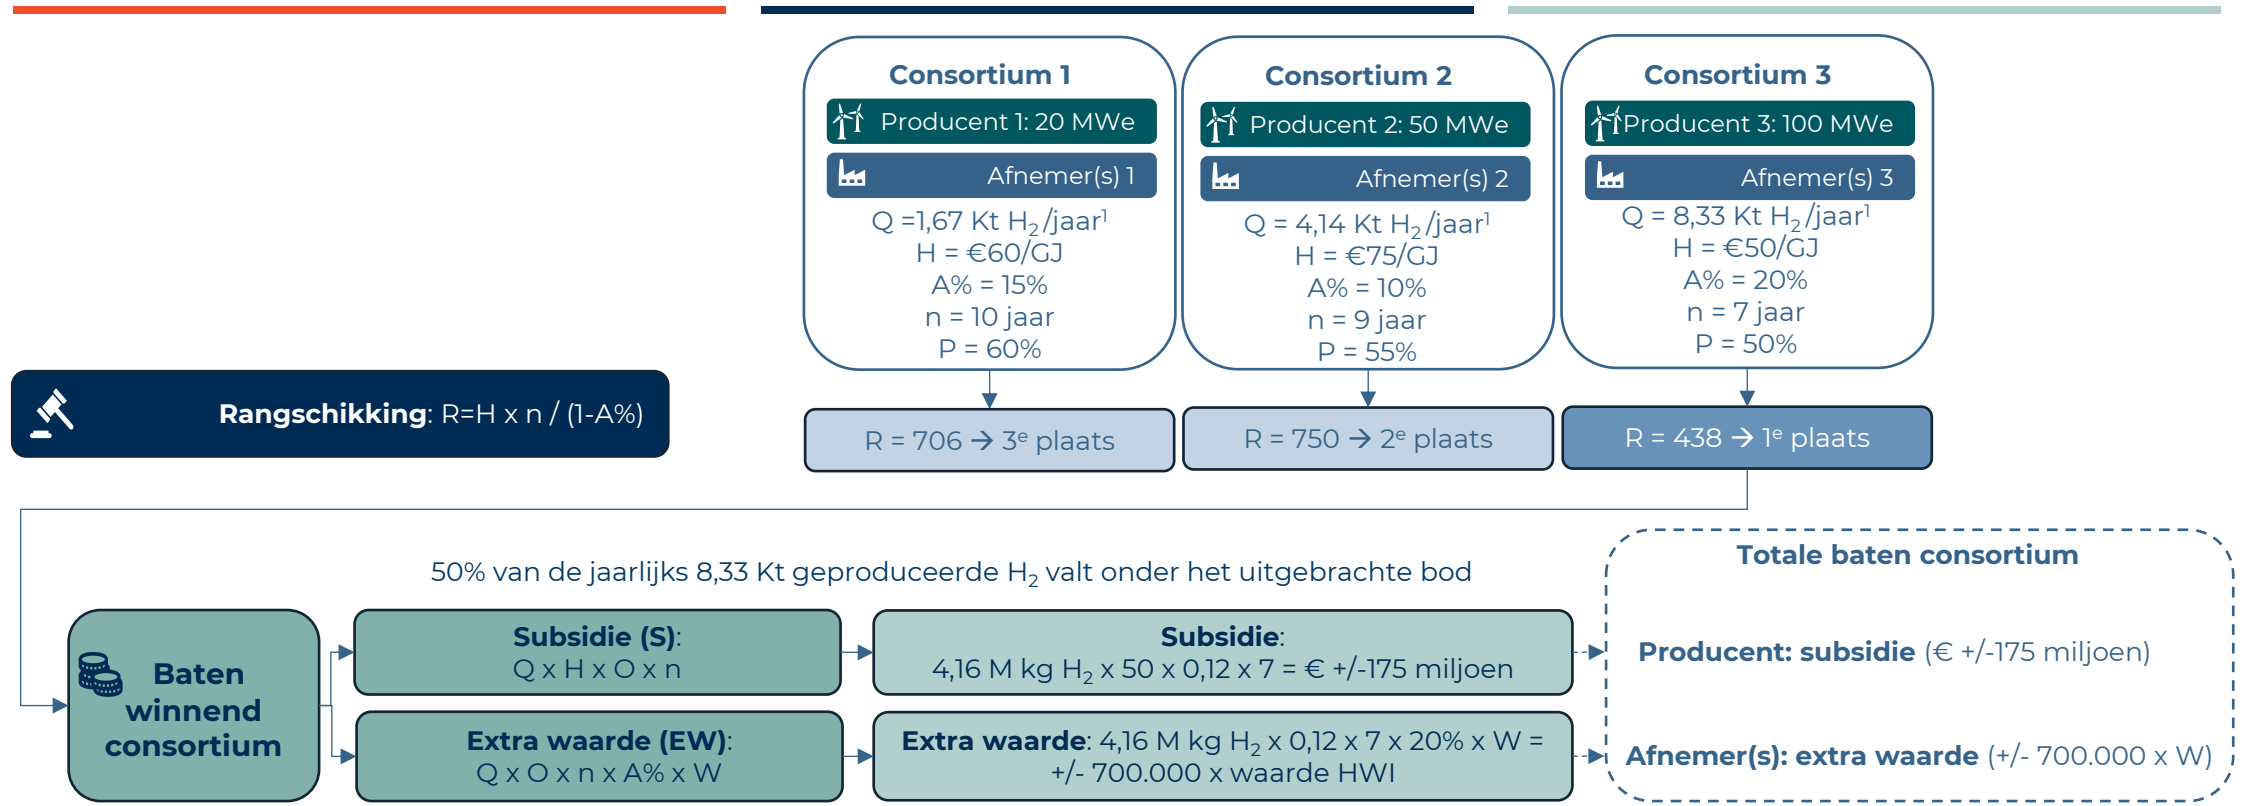 Consortium 1
Producent 1: 20 MWe
Afnemer(s) 1
Q =1,67 Kt H₂/jaar¹
H = €60/GJ
A% = 15%
n = 10 jaar
P = 60%
Consortium 2
Producent 2: 50 MWe
Afnemer(s) 2
Q = 4,14 Kt H₂/jaar¹
H = €75/GJ
A% = 10%
n = 9 jaar
P = 55%
Consortium 3
Producent 3: 100 MWe
Afnemer(s) 3
Q = 8,33 Kt H₂/jaar¹
H = €50/GJ
A% = 20%
n = 7 jaar
P = 50%
Rangschikking: R=H x n / (1-A%)
R = 706 → 3ᵉ plaats
R = 750 → 2ᵉ plaats
R = 438 → 1ᵉ plaats
50% van de jaarlijks 8,33 Kt geproduceerde H₂ valt onder het uitgebrachte bod
Baten
winnend
consortium
Subsidie (S):
Q x H x O x n
Subsidie:
4,16 M kg H₂ x 50 x 0,12 x 7 = € +/-175 miljoen
Extra waarde (EW):
Q x O x n x A% x W
Extra waarde: 4,16 M kg H₂ x 0,12 x 7 x 20% x W =
+/- 700.000 x waarde HWI
Totale baten consortium
Producent: subsidie (€ +/-175 miljoen)
Afnemer(s): extra waarde (+/- 700.000 x W)